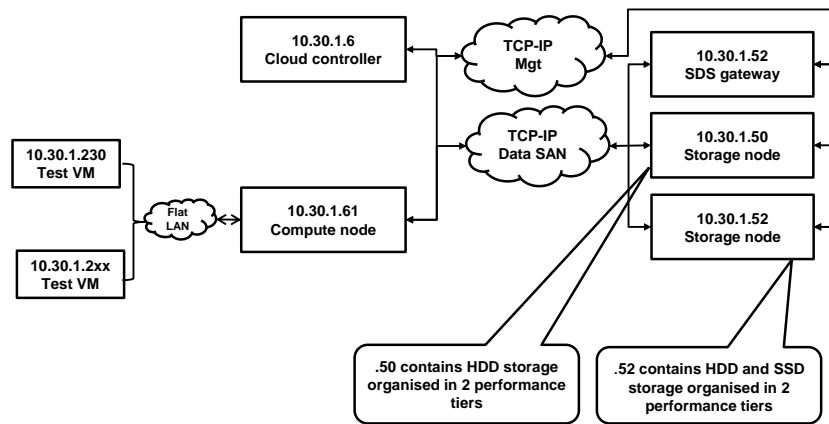 10.30.1.6
Cloud controller
TCP-IP
Mgt
10.30.1.52
SDS gateway
TCP-IP
Data SAN
10.30.1.50
Storage node
10.30.1.230
Test VM
Flat
LAN
10.30.1.61
Compute node
10.30.1.52
Storage node
10.30.1.2xx
Test VM
.50 contains HDD storage
organised in 2 performance
tiers
.52 contains HDD and SSD
storage organised in 2
performance tiers